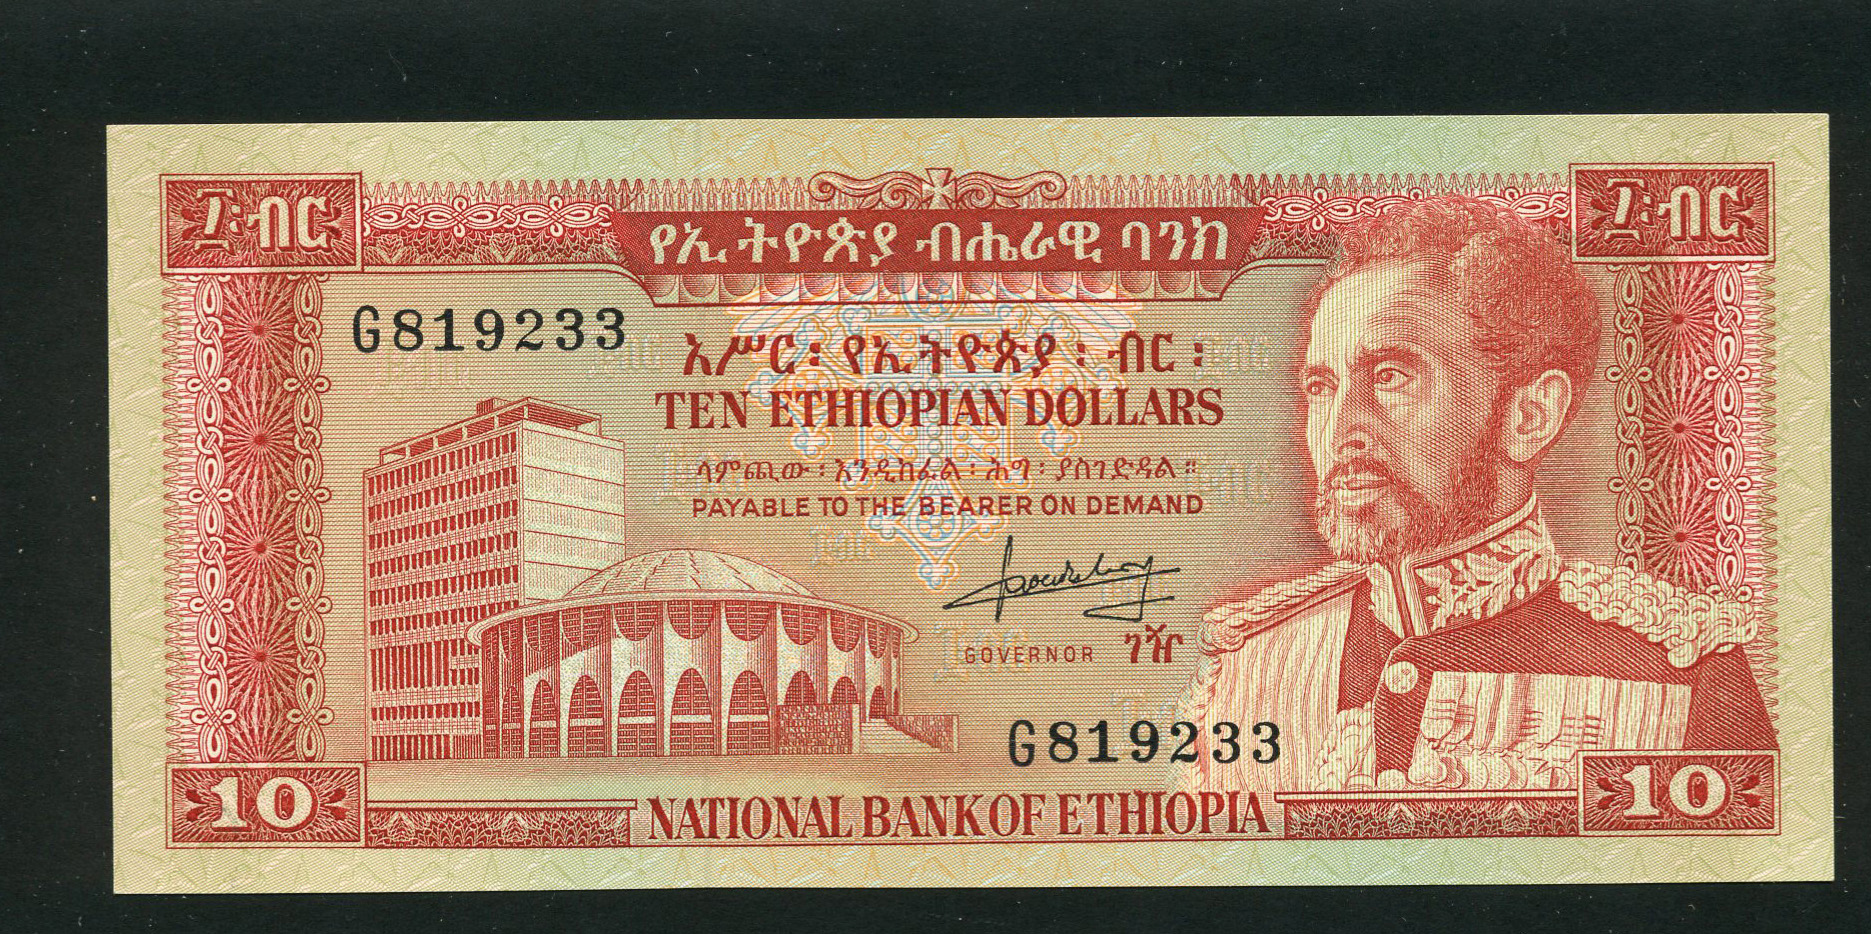 ፲፡ብር
የኢትዮጵያ ብሔራዊ ባንክ
፲፡ብር
G819233
አሥር፡የኢትዮጵያ፡ብር፡
TEN ETHIOPIAN DOLLARS
ላምጪው፡እንዲከፈል፡ሕግ፡ያስገድዳል።
PAYABLE TO THE BEARER ON DEMAND
GOVERNOR ገዥ
G819233
10
NATIONAL BANK OF ETHIOPIA
10